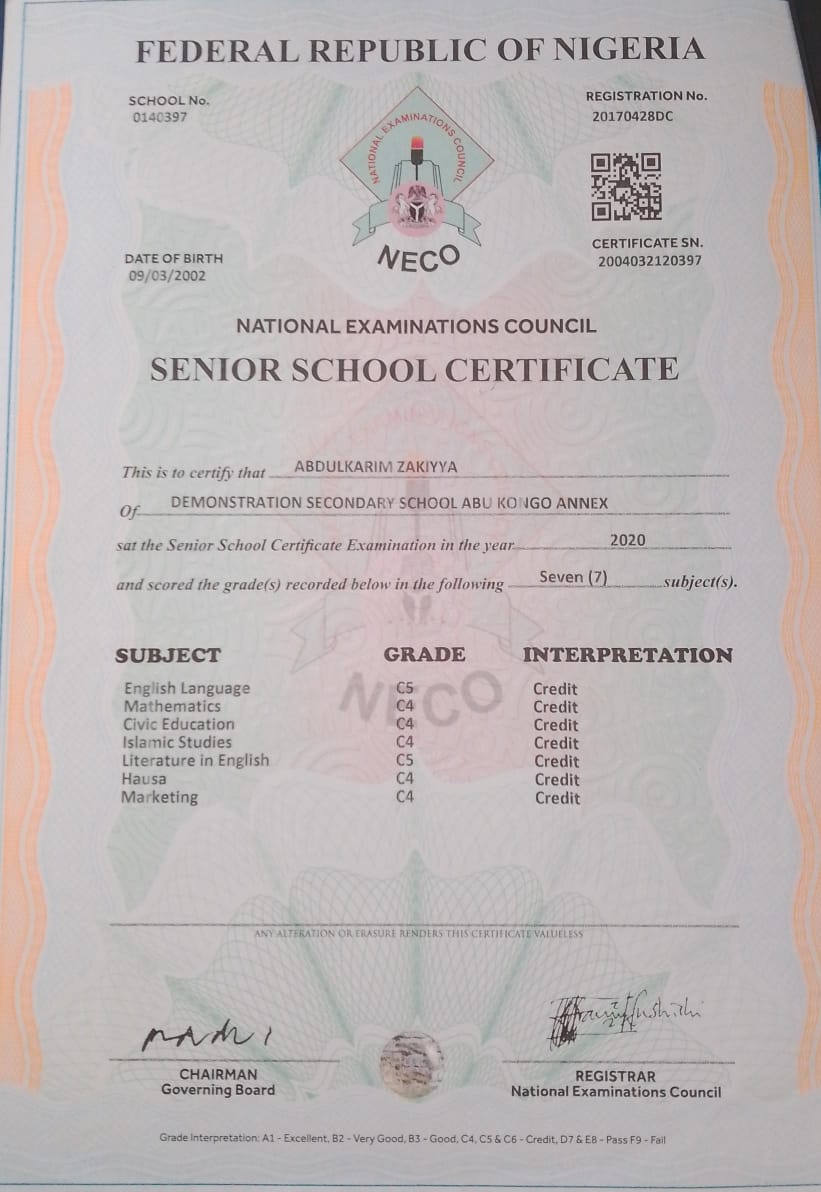 FEDERAL REPUBLIC OF NIGERIA
SCHOOL No.
0140397
REGISTRATION No.
20170428DC
NATIONAL EXAMINATIONS COUNCIL
NECO
DATE OF BIRTH
09/03/2002
CERTIFICATE SN.
2004032120397
NATIONAL EXAMINATIONS COUNCIL
SENIOR SCHOOL CERTIFICATE
This is to certify that ABDULKARIM ZAKIYYA
Of DEMONSTRATION SECONDARY SCHOOL ABU KONGO ANNEX
sat the Senior School Certificate Examination in the year 2020
and scored the grade(s) recorded below in the following Seven (7) subject(s).
SUBJECT GRADE INTERPRETATION
English Language C5 Credit
Mathematics C4 Credit
Civic Education C4 Credit
Islamic Studies C4 Credit
Literature in English C5 Credit
Hausa C4 Credit
Marketing C4 Credit
NECO
ANY ALTERATION OR ERASURE RENDERS THIS CERTIFICATE VALUELESS
CHAIRMAN
Governing Board
REGISTRAR
National Examinations Council
Grade Interpretation: A1 - Excellent, B2 - Very Good, B3 - Good, C4, C5 & C6 - Credit, D7 & E8 - Pass F9 - Fail